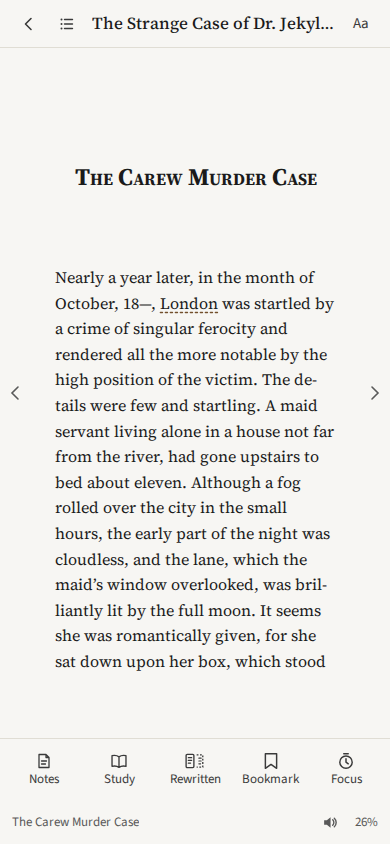 The Strange Case of Dr. Jekyl...
Aa
The Carew Murder Case
Nearly a year later, in the month of
October, 18—, London was startled by
a crime of singular ferocity and
rendered all the more notable by the
high position of the victim. The de-
tails were few and startling. A maid
servant living alone in a house not far
from the river, had gone upstairs to
bed about eleven. Although a fog
rolled over the city in the small
hours, the early part of the night was
cloudless, and the lane, which the
maid’s window overlooked, was bril-
liantly lit by the full moon. It seems
she was romantically given, for she
sat down upon her box, which stood
Notes
Study
Rewritten
Bookmark
Focus
The Carew Murder Case
26%